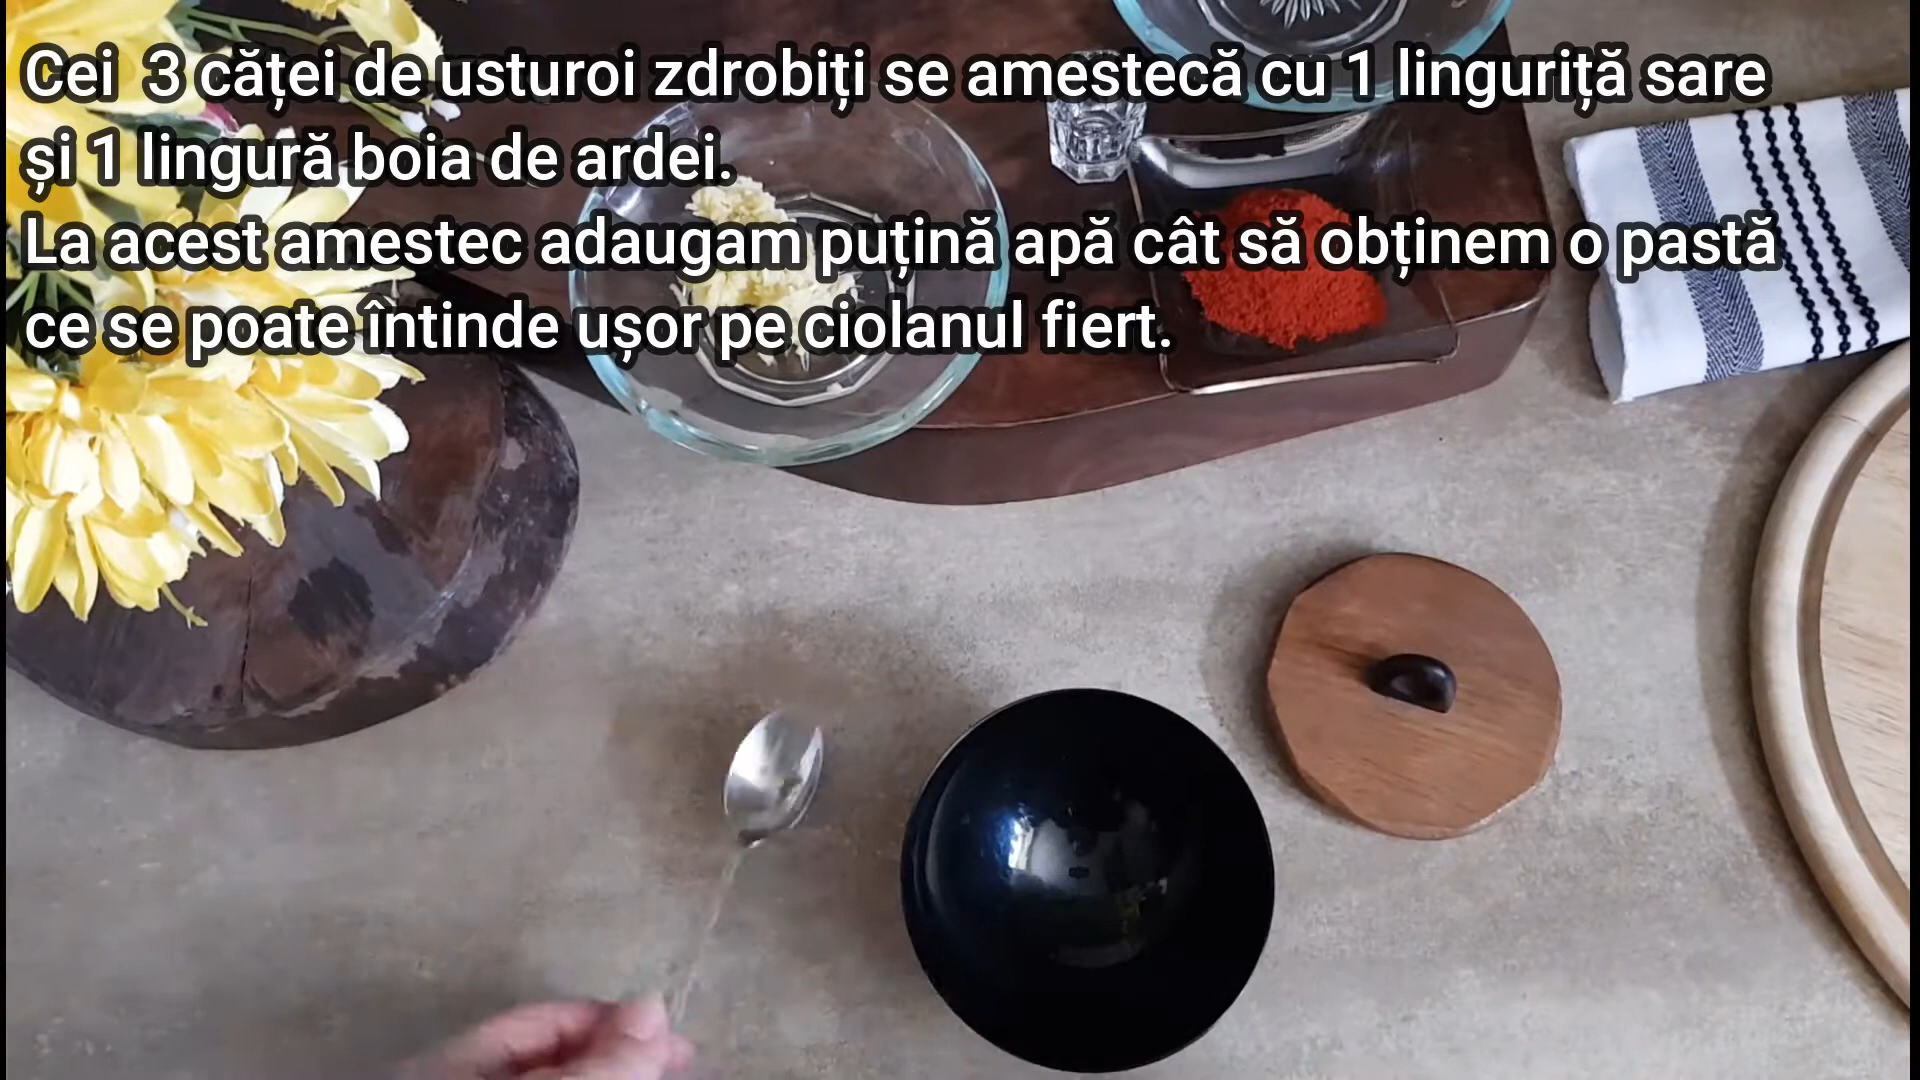 Cei  3 căței de usturoi zdrobiți se amestecă cu 1 linguriță sare
și 1 lingură boia de ardei.
La acest amestec adaugam puțină apă cât să obținem o pastă
ce se poate întinde ușor pe ciolanul fiert.